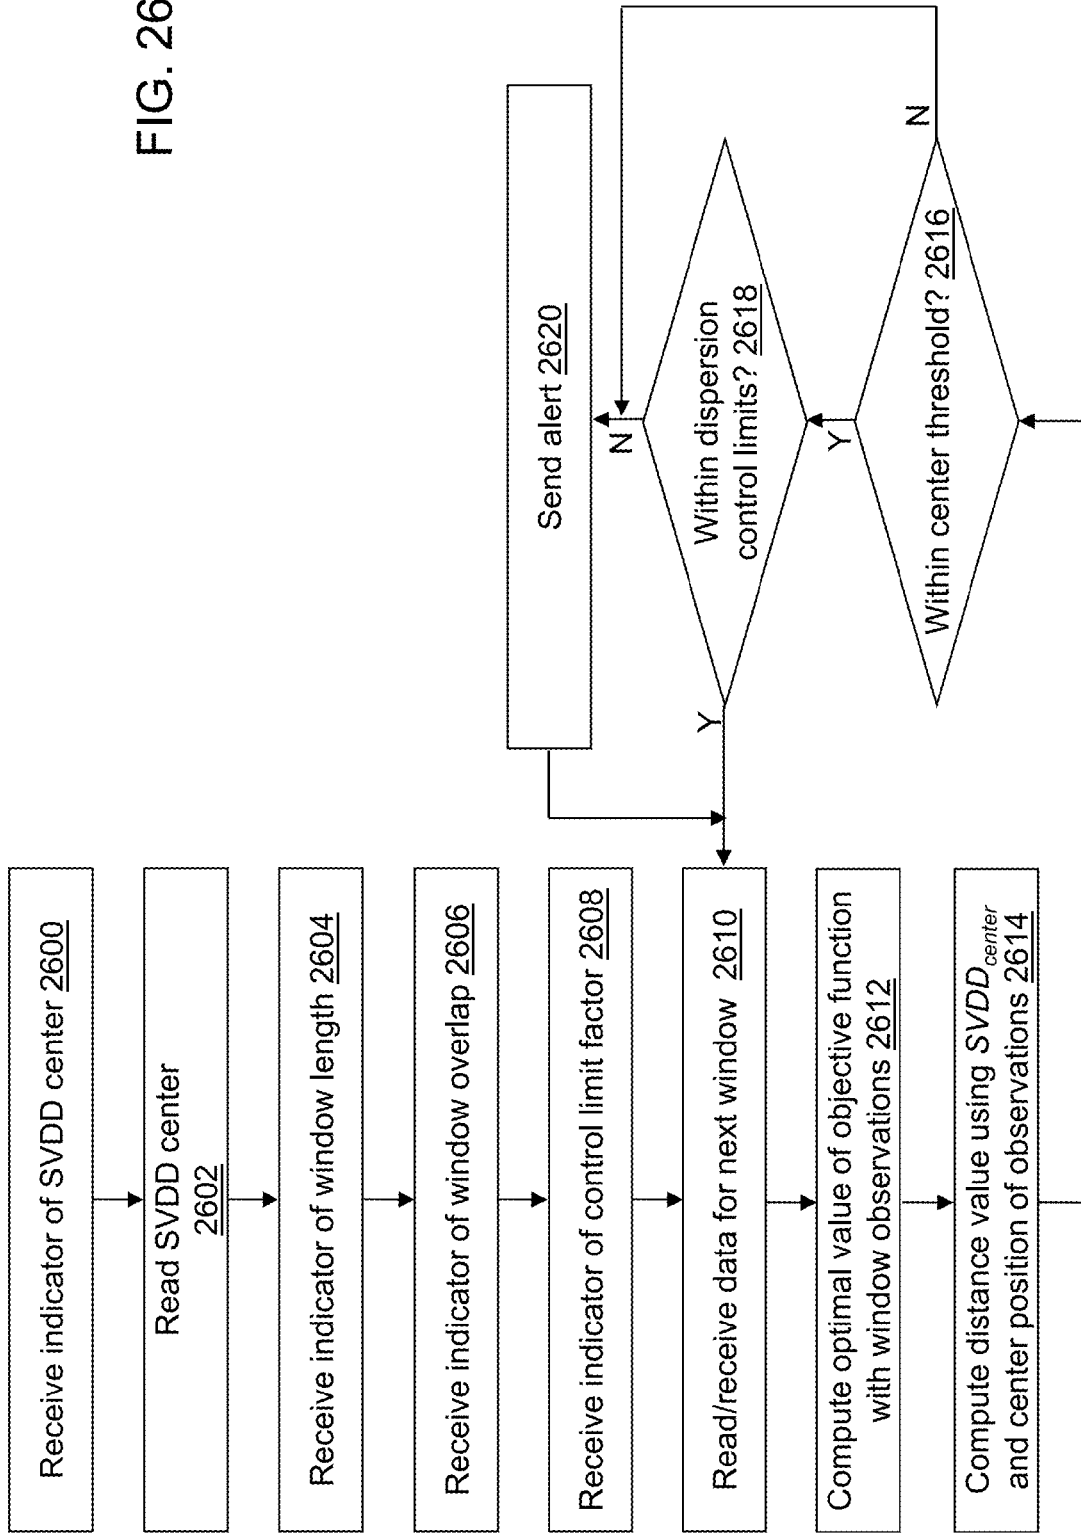 FIG. 26
Receive indicator of SVDD center 2600
Read SVDD center
2602
Receive indicator of window length 2604
Receive indicator of window overlap 2606
Receive indicator of control limit factor 2608
Read/receive data for next window 2610
Compute optimal value of objective function
with window observations 2612
Compute distance value using SVDDcenter
and center position of observations 2614
Within center threshold? 2616
N
Y
Within dispersion
control limits? 2618
Y
N
Send alert 2620